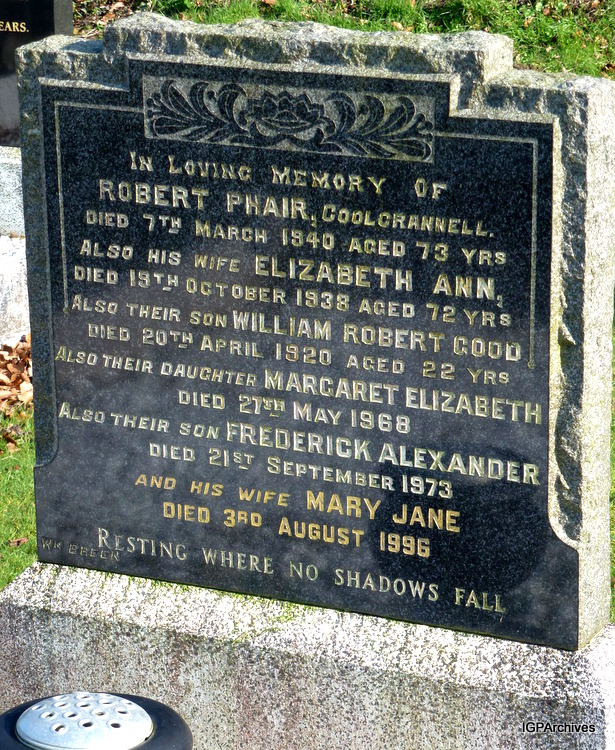 EARS.
IN LOVING MEMORY OF
ROBERT PHAIR, COOLCRANNELL.
DIED 7TH MARCH 1940 AGED 73 YRS
ALSO HIS WIFE ELIZABETH ANN,
DIED 19TH OCTOBER 1938 AGED 72 YRS
ALSO THEIR SON WILLIAM ROBERT GOOD
DIED 20TH APRIL 1920 AGED 22 YRS
ALSO THEIR DAUGHTER MARGARET ELIZABETH
DIED 27TH MAY 1968
ALSO THEIR SON FREDERICK ALEXANDER
DIED 21ST SEPTEMBER 1973
AND HIS WIFE MARY JANE
DIED 3RD AUGUST 1996
RESTING WHERE NO SHADOWS FALL
WM BREEN
IGPArchives